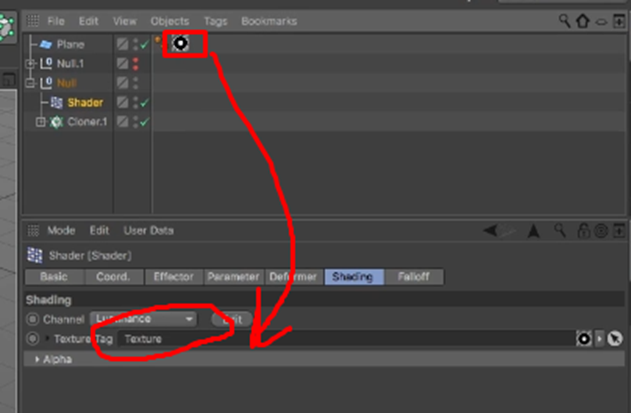 File Edit View Objects Tags Bookmarks
Plane
Null.1
Null
Shader
Cloner.1
Mode Edit User Data
Shader [Shader]
Basic Coord. Effector Parameter Deformer Shading Falloff
Shading
Channel Luminance Edit
Texture Tag Texture
Alpha